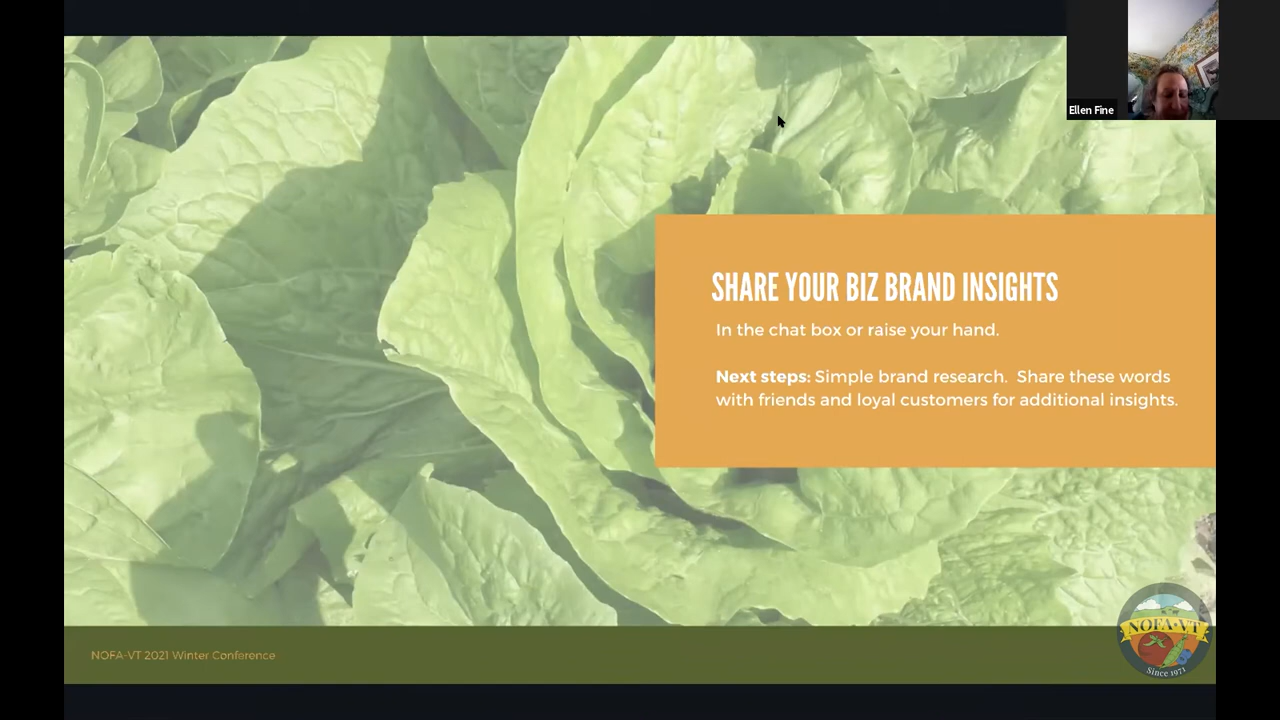 Ellen Fine
SHARE YOUR BIZ BRAND INSIGHTS
In the chat box or raise your hand.
Next steps: Simple brand research. Share these words
with friends and loyal customers for additional insights.
NOFA-VT 2021 Winter Conference
NOFA-VT
Since 1971